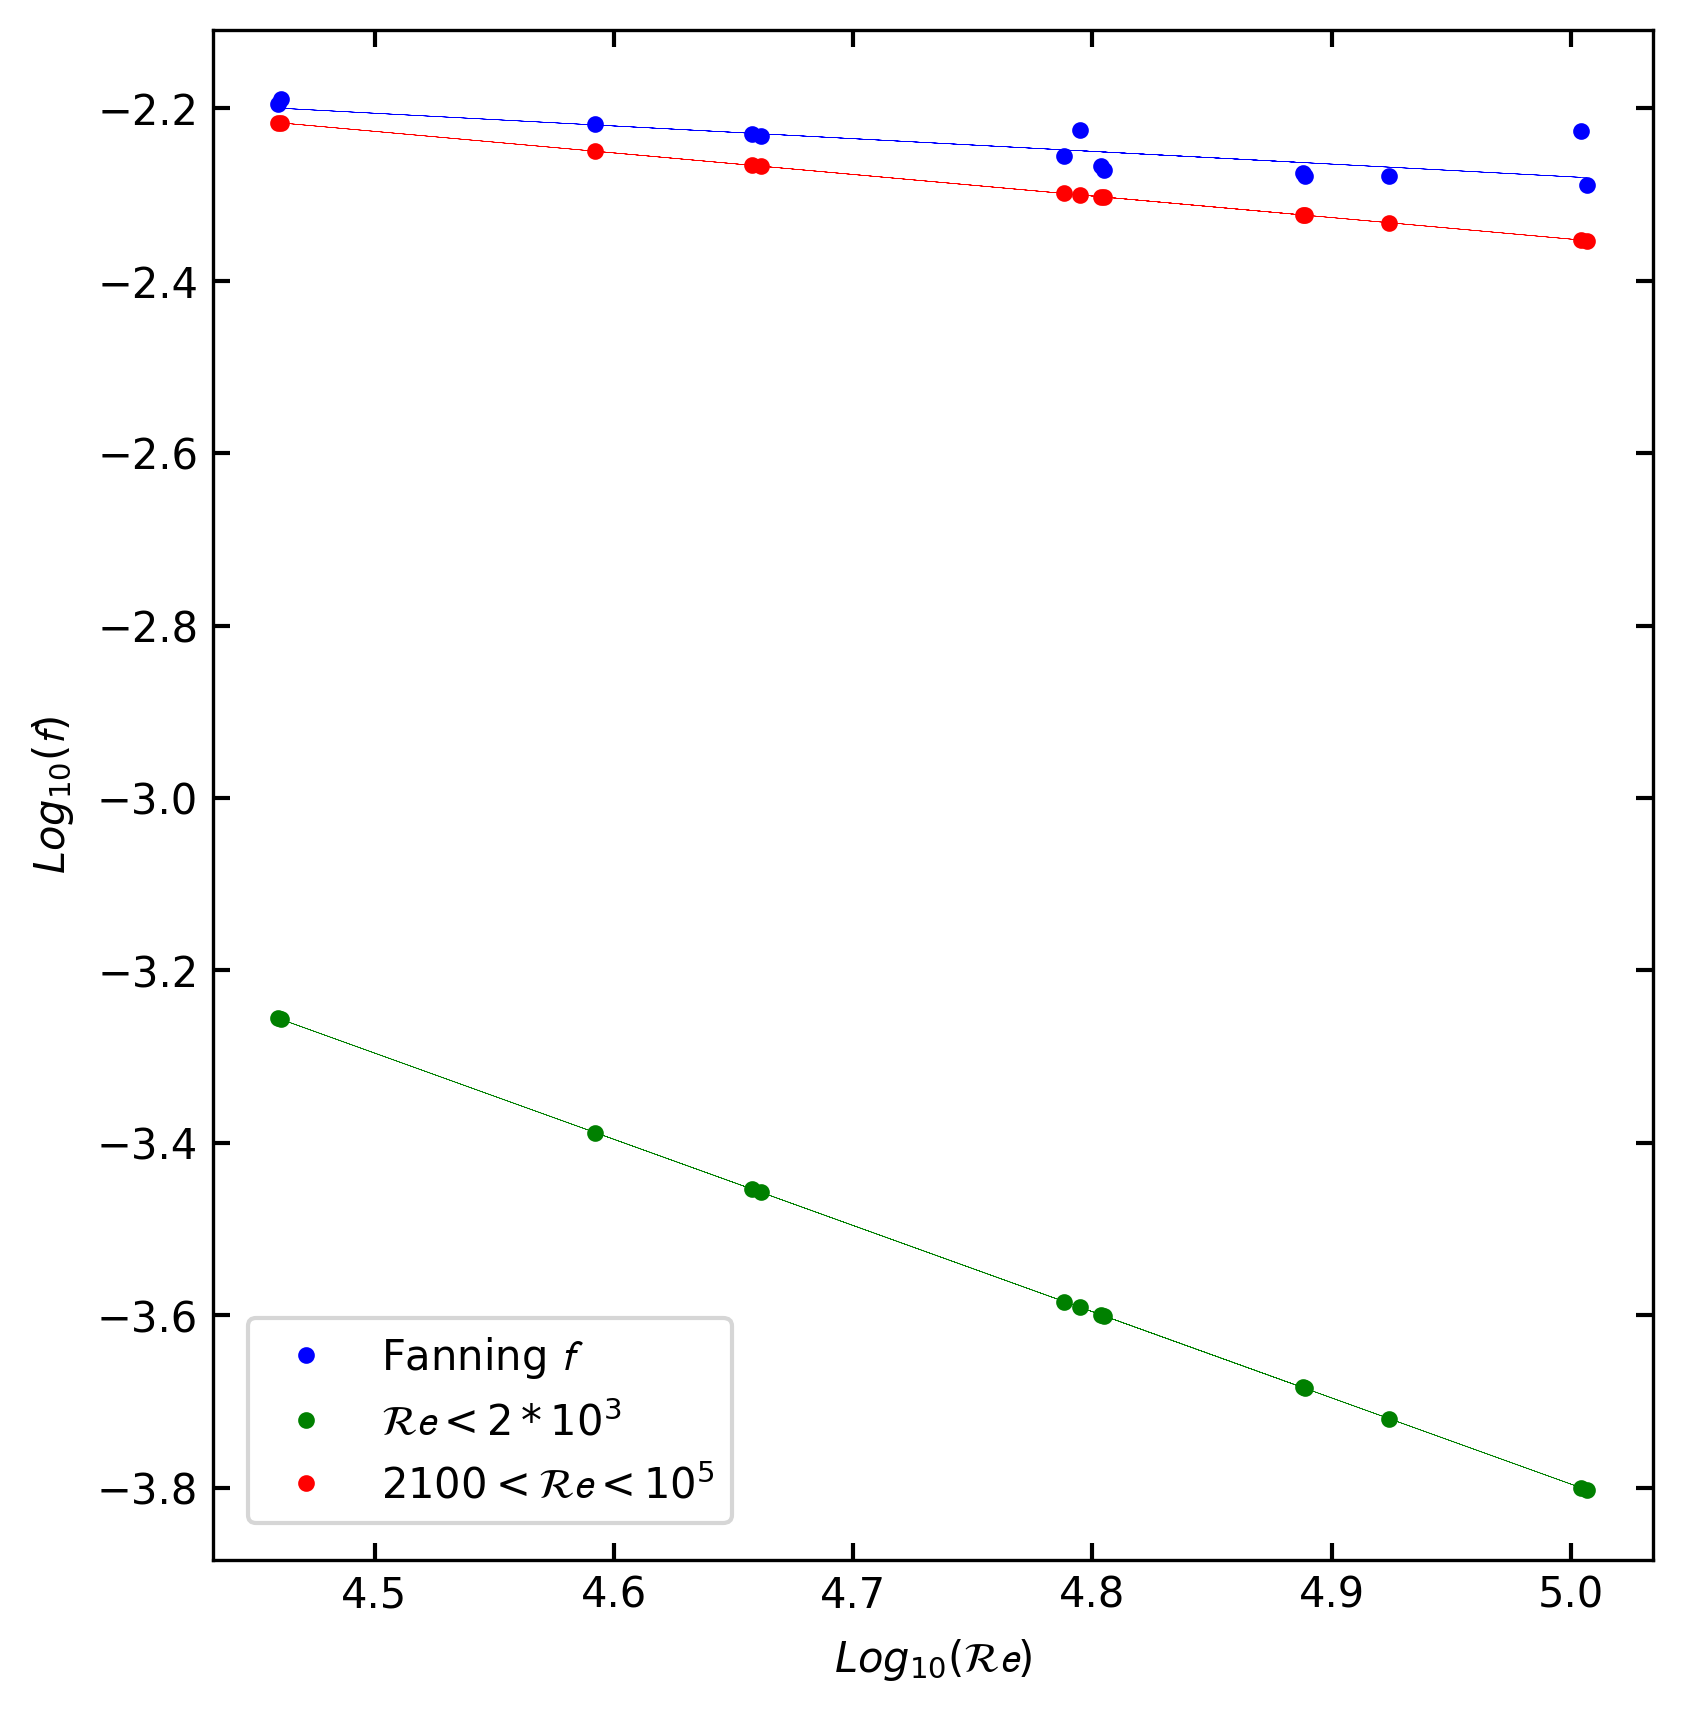 −2.2
−2.4
−2.6
−2.8
−3.0
−3.2
−3.4
−3.6
−3.8
Log₁₀(f)
Fanning f
ℛe < 2 * 10³
2100 < ℛe < 10⁵
4.5 4.6 4.7 4.8 4.9 5.0
Log₁₀(ℛe)